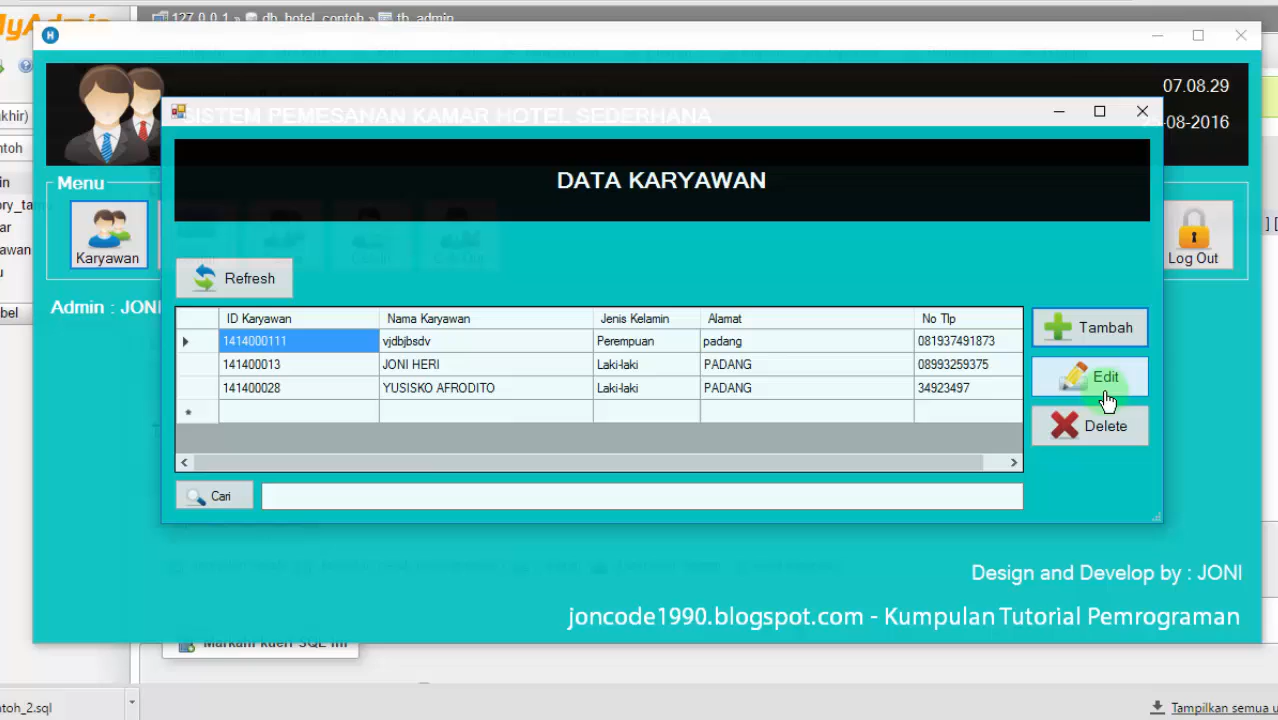 MyAdmin
127.0.0.1 » db_hotel_contoh » tb_admin
H
07.08.29
SISTEM PEMESANAN KAMAR HOTEL SEDERHANA
-08-2016
DATA KARYAWAN
Menu
Karyawan
Log Out
Admin : JONI
Refresh
ID Karyawan Nama Karyawan Jenis Kelamin Alamat No Tlp
1414000111 vjdbjbsdv Perempuan padang 081937491873
141400013 JONI HERI Laki-laki PADANG 08993259375
141400028 YUSISKO AFRODITO Laki-laki PADANG 34923497
*
Tambah
Edit
Delete
Cari
Design and Develop by : JONI
joncode1990.blogspot.com - Kumpulan Tutorial Pemrograman
toh_2.sql
Tampilkan semua u